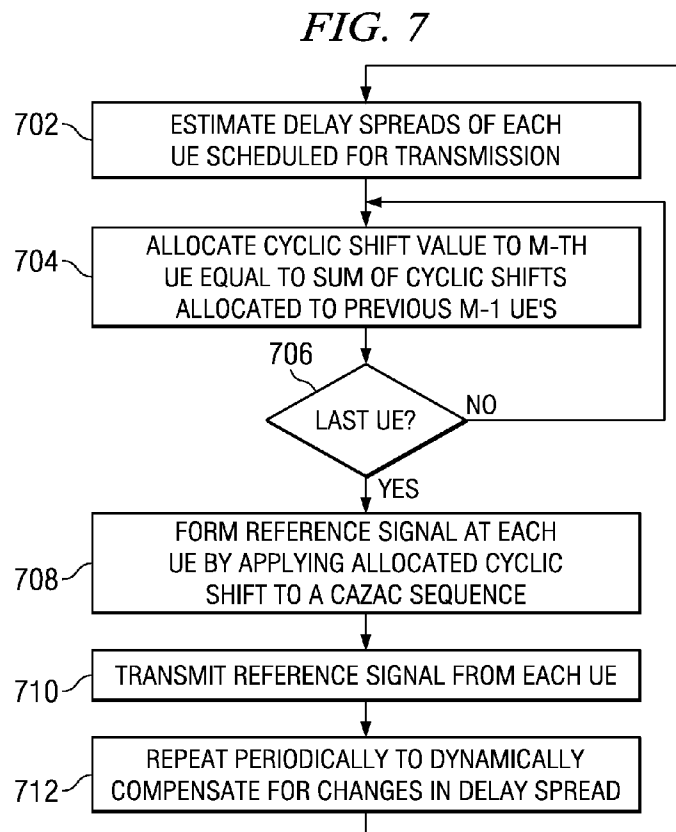 FIG. 7
702
ESTIMATE DELAY SPREADS OF EACH
UE SCHEDULED FOR TRANSMISSION
704
ALLOCATE CYCLIC SHIFT VALUE TO M-TH
UE EQUAL TO SUM OF CYCLIC SHIFTS
ALLOCATED TO PREVIOUS M-1 UE'S
706
LAST UE?
NO
YES
708
FORM REFERENCE SIGNAL AT EACH
UE BY APPLYING ALLOCATED CYCLIC
SHIFT TO A CAZAC SEQUENCE
710
TRANSMIT REFERENCE SIGNAL FROM EACH UE
712
REPEAT PERIODICALLY TO DYNAMICALLY
COMPENSATE FOR CHANGES IN DELAY SPREAD